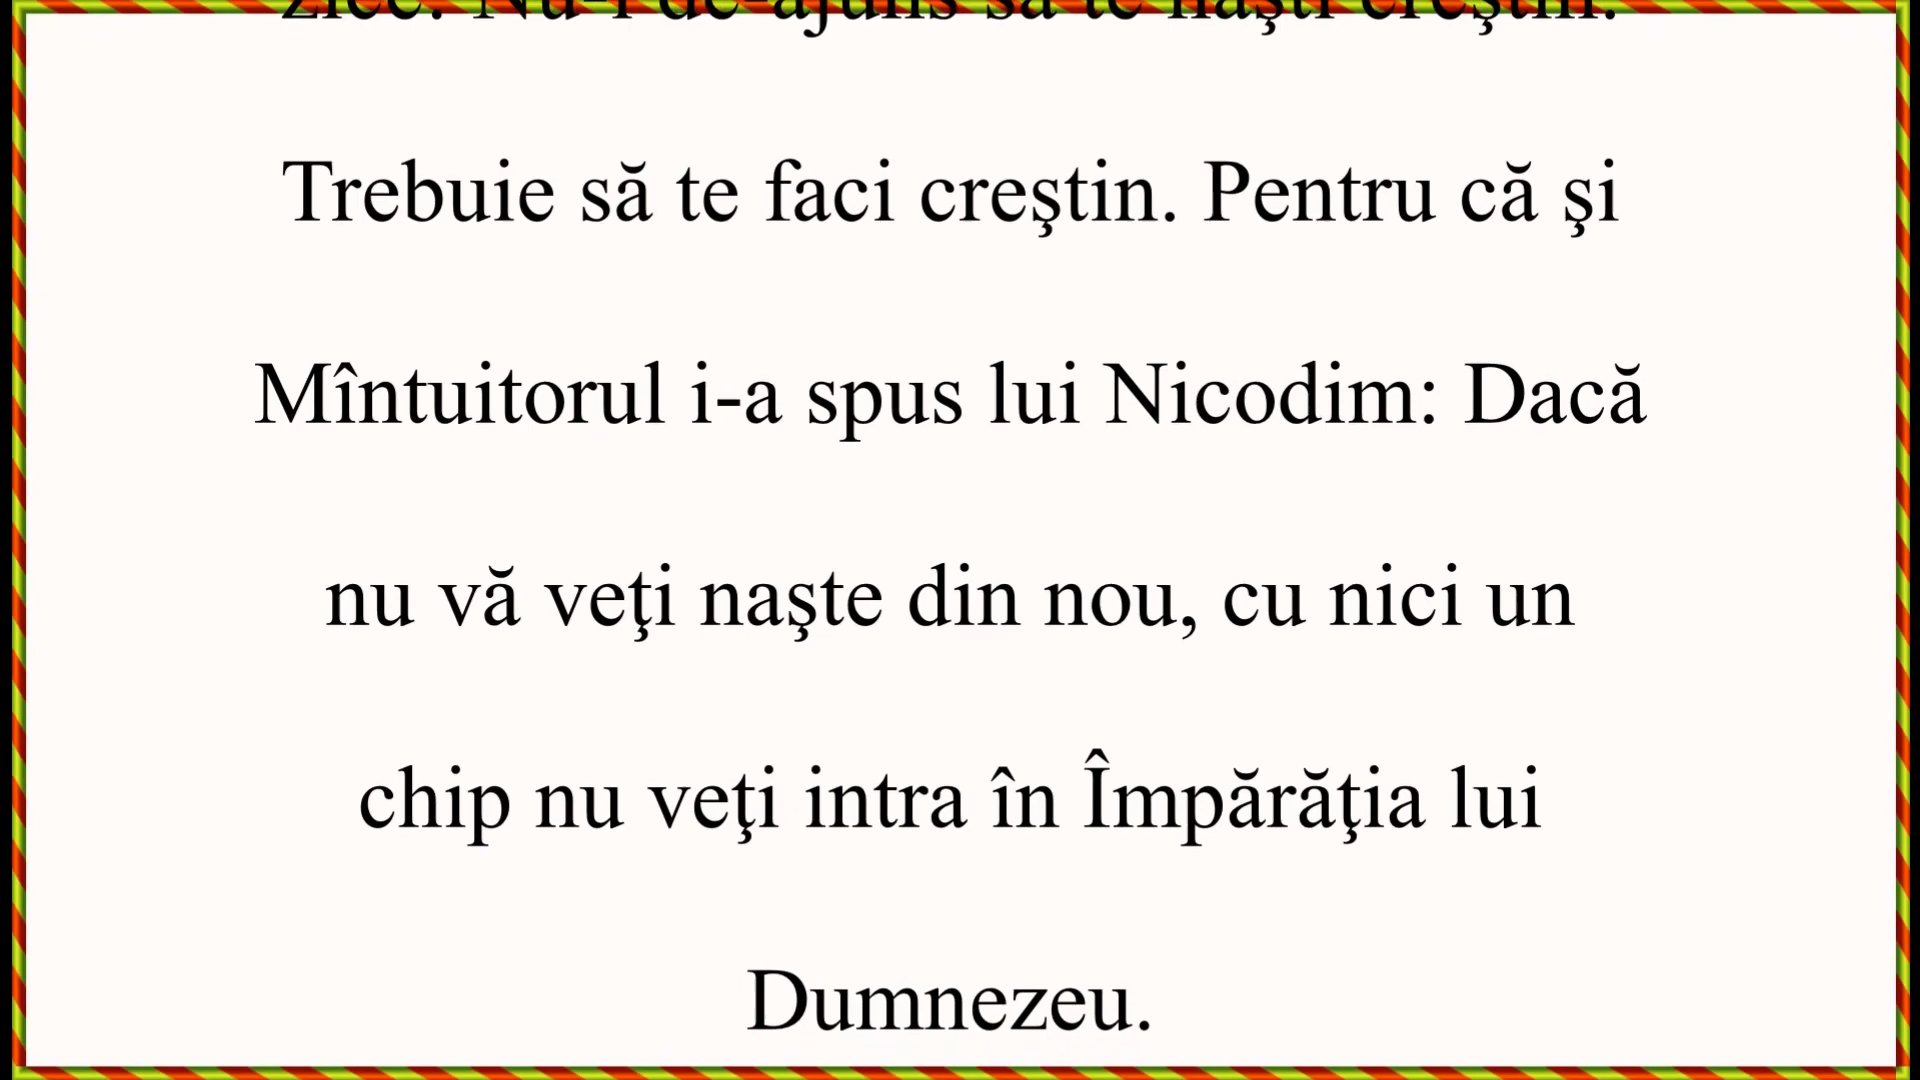 zice: Nu-i de-ajuns să te naşti creştin.
Trebuie să te faci creştin. Pentru că şi
Mîntuitorul i-a spus lui Nicodim: Dacă
nu vă veţi naşte din nou, cu nici un
chip nu veţi intra în Împărăţia lui
Dumnezeu.